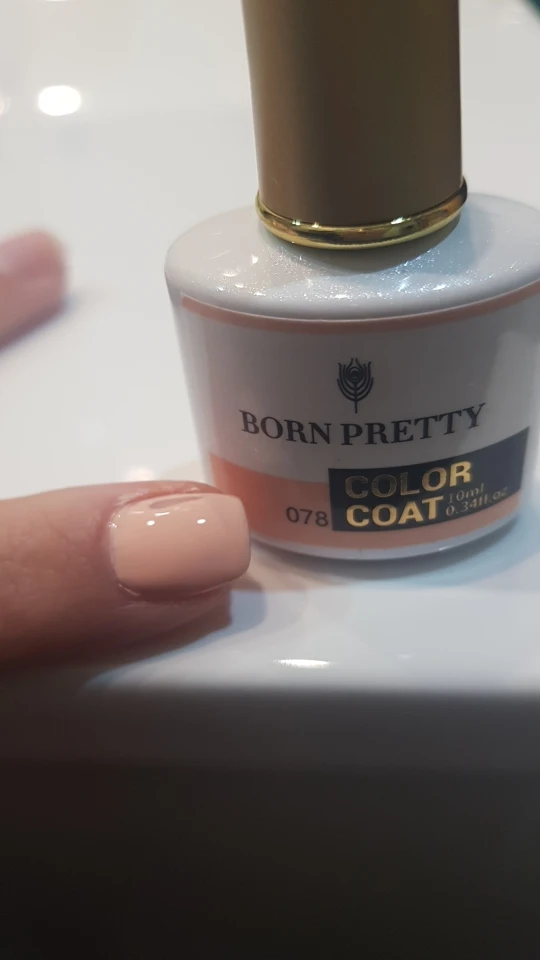 BORN PRETTY
COLOR
COAT
10ml
0.34fl.oz
078